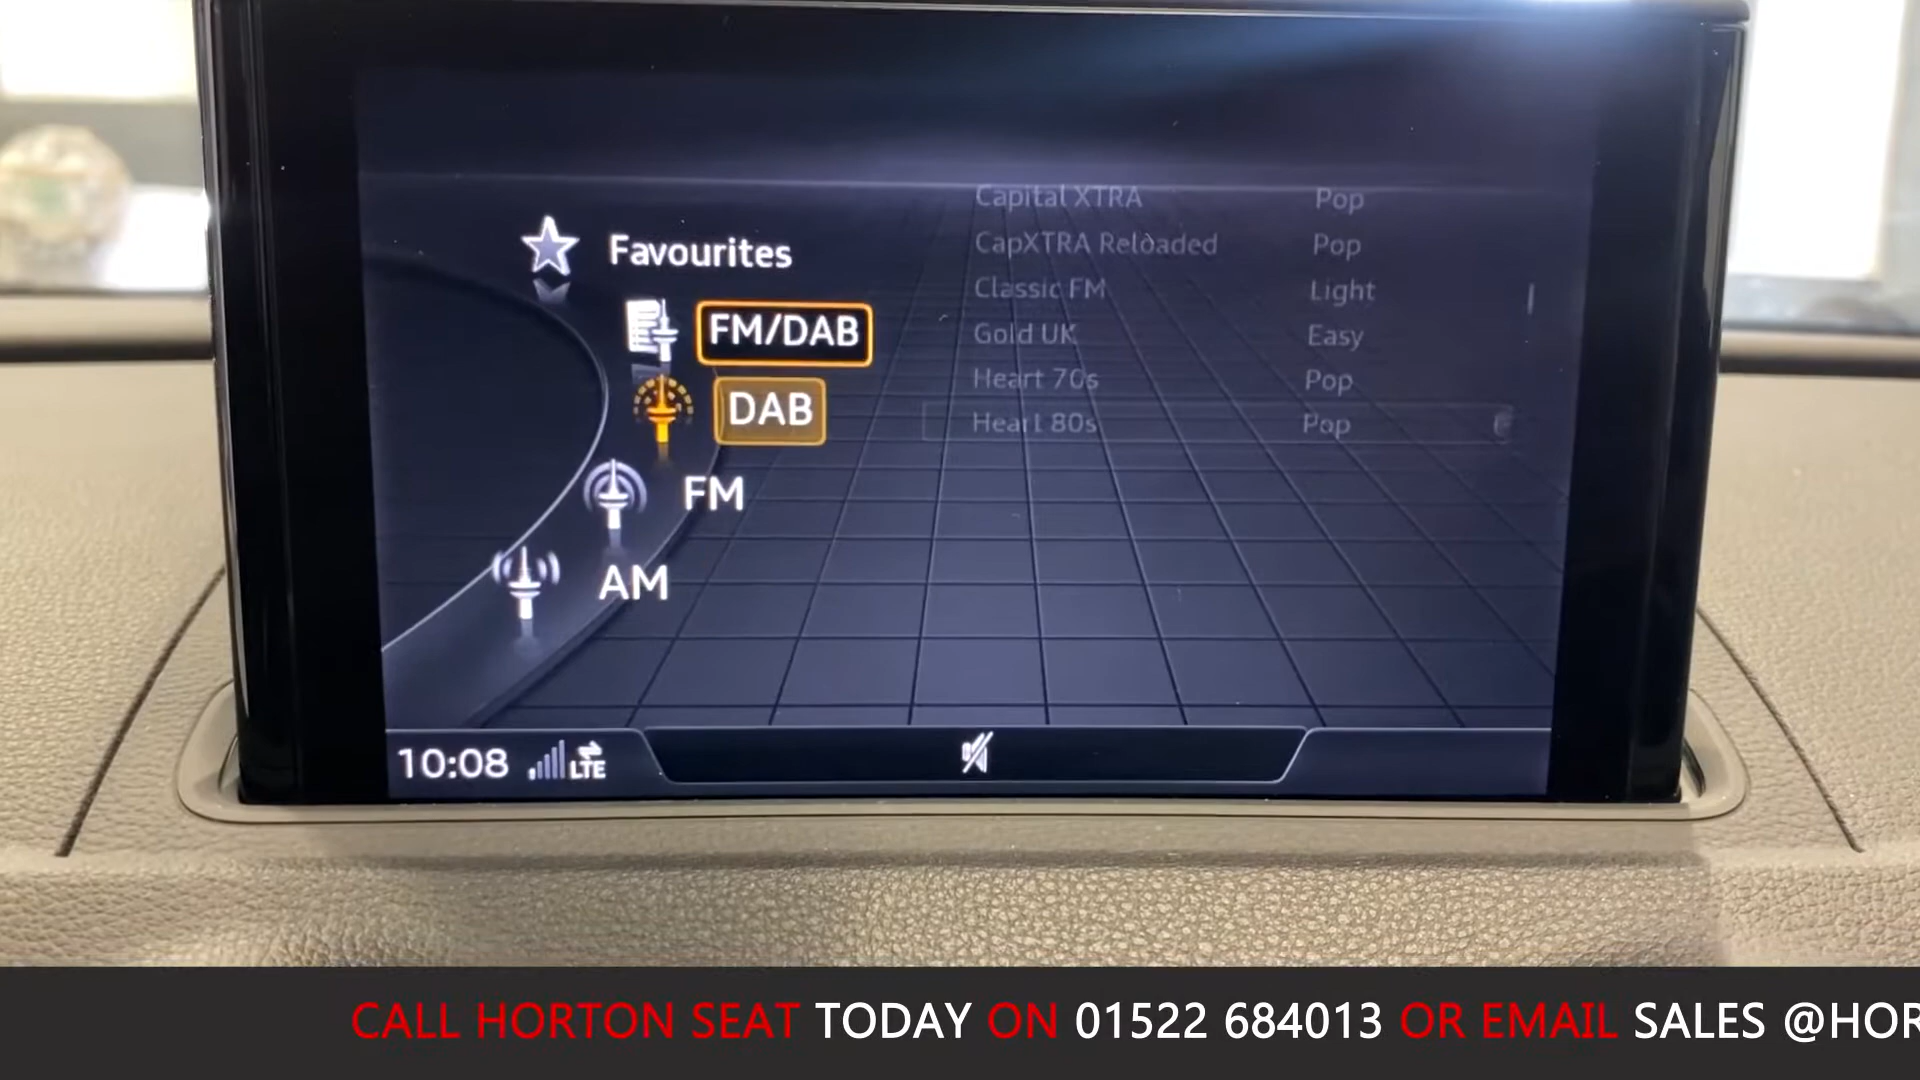 Capital XTRA Pop
CapXTRA Reloaded Pop
Favourites
Classic FM Light
FM/DAB
Gold UK Easy
Heart 70s Pop
DAB
Heart 80s Pop
FM
AM
10:08 LTE
CALL HORTON SEAT TODAY ON 01522 684013 OR EMAIL SALES @HOR